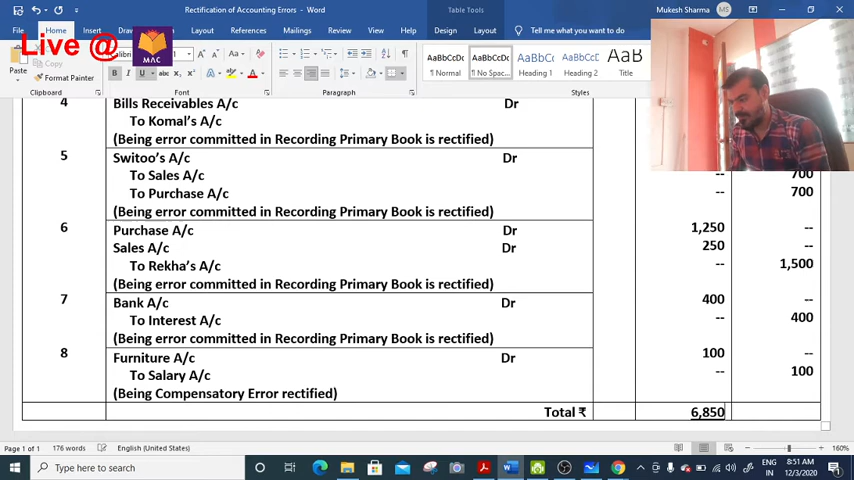 Rectification of Accounting Errors - Word
Table Tools
Mukesh Sharma MS
File Home Insert Layout References Mailings Review View Help Design Layout Tell me what you want to do
Live @
MAC
Paste
Copy
Format Painter
Clipboard
Font
Paragraph
AaBbCc AaBbCc AaBbC AaBbCc AaB
¶ Normal ¶ No Spac... Heading 1 Heading 2 Title
Styles
4 Bills Receivables A/c Dr
To Komal's A/c
(Being error committed in Recording Primary Book is rectified)
5 Switoo's A/c Dr
To Sales A/c -- 700
To Purchase A/c -- 700
(Being error committed in Recording Primary Book is rectified)
6 Purchase A/c Dr 1,250 --
Sales A/c Dr 250 --
To Rekha's A/c -- 1,500
(Being error committed in Recording Primary Book is rectified)
7 Bank A/c Dr 400 --
To Interest A/c -- 400
(Being error committed in Recording Primary Book is rectified)
8 Furniture A/c Dr 100 --
To Salary A/c -- 100
(Being Compensatory Error rectified)
Total ₹ 6,850
Page 1 of 1 176 words English (United States) 160%
Type here to search
ENG
IN
8:51 AM
12/3/2020